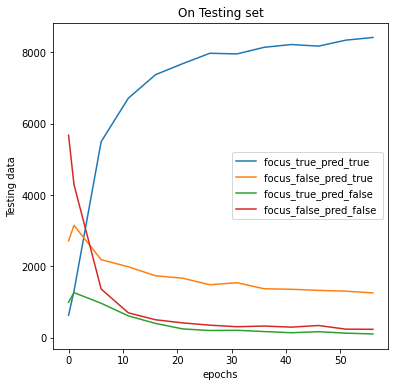 On Testing set
8000
6000
4000
2000
0
Testing data
focus_true_pred_true
focus_false_pred_true
focus_true_pred_false
focus_false_pred_false
0 10 20 30 40 50
epochs